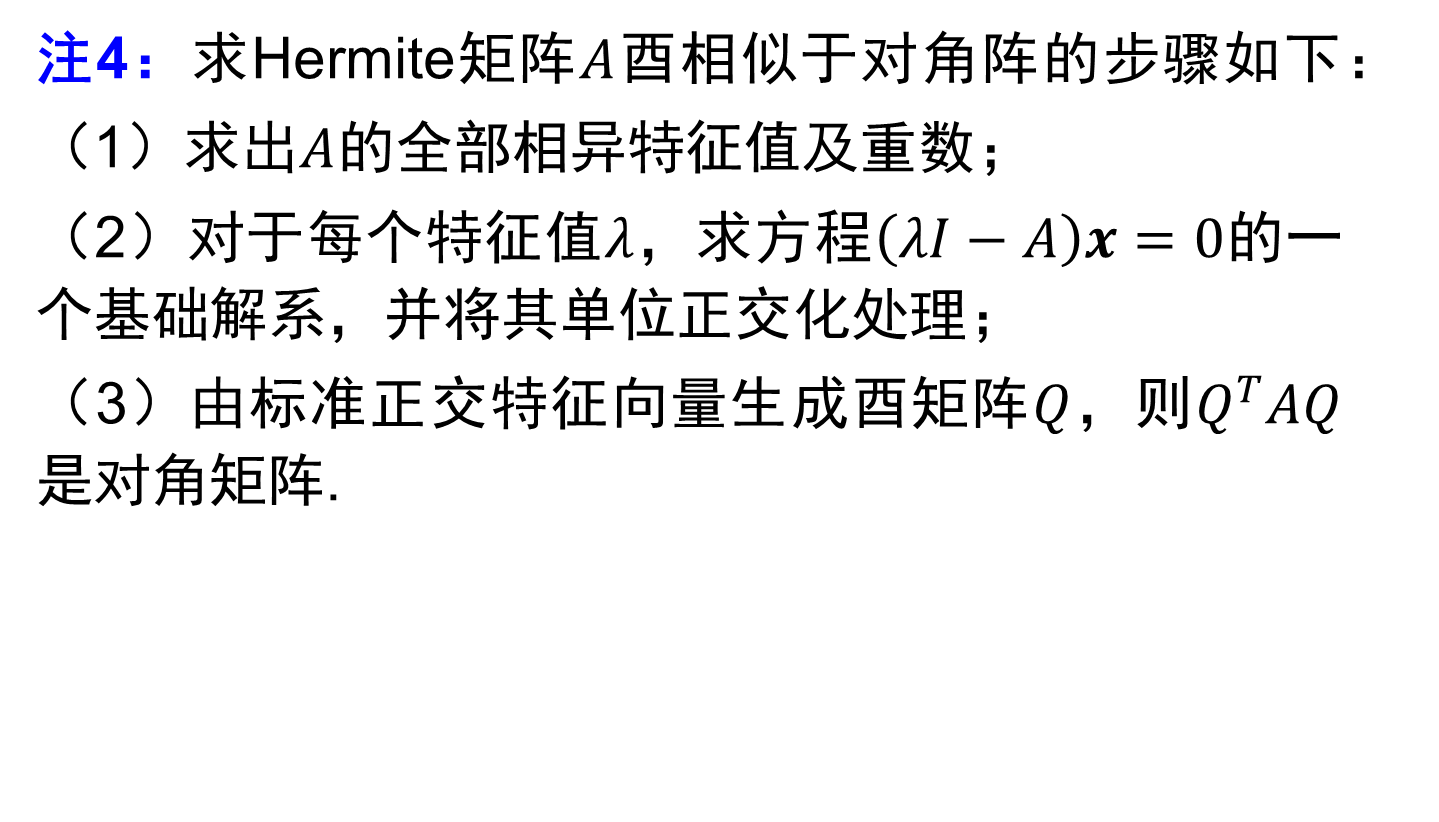 注4：求Hermite矩阵𝐴酉相似于对角阵的步骤如下：
（1）求出𝐴的全部相异特征值及重数；
（2）对于每个特征值𝜆，求方程(𝜆𝐼 − 𝐴)𝒙 = 0的一
个基础解系，并将其单位正交化处理；
（3）由标准正交特征向量生成酉矩阵𝑄，则𝑄ᵀ𝐴𝑄
是对角矩阵.